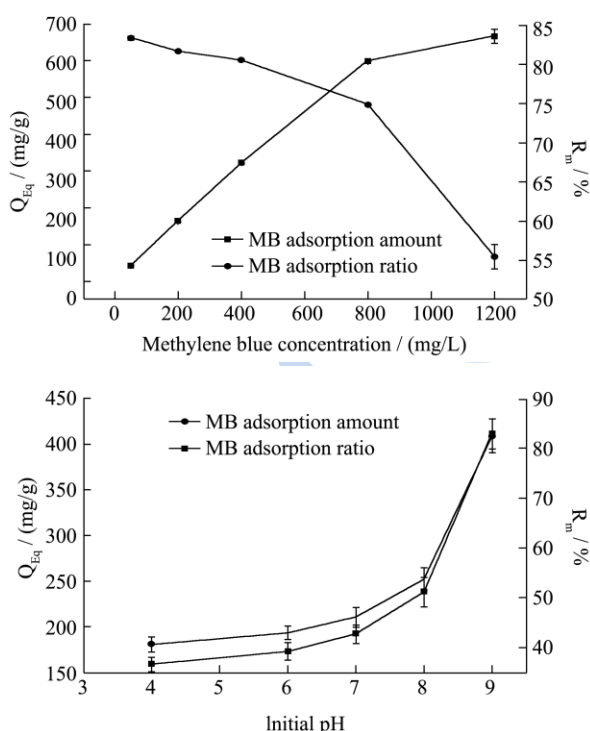 700
600
500
400
300
200
100
0
Q_Eq / (mg/g)
85
80
75
70
65
60
55
50
R_m / %
MB adsorption amount
MB adsorption ratio
0 200 400 600 800 1000 1200
Methylene blue concentration / (mg/L)
450
400
350
300
250
200
150
Q_Eq / (mg/g)
90
80
70
60
50
40
R_m / %
MB adsorption amount
MB adsorption ratio
3 4 5 6 7 8 9
Initial pH